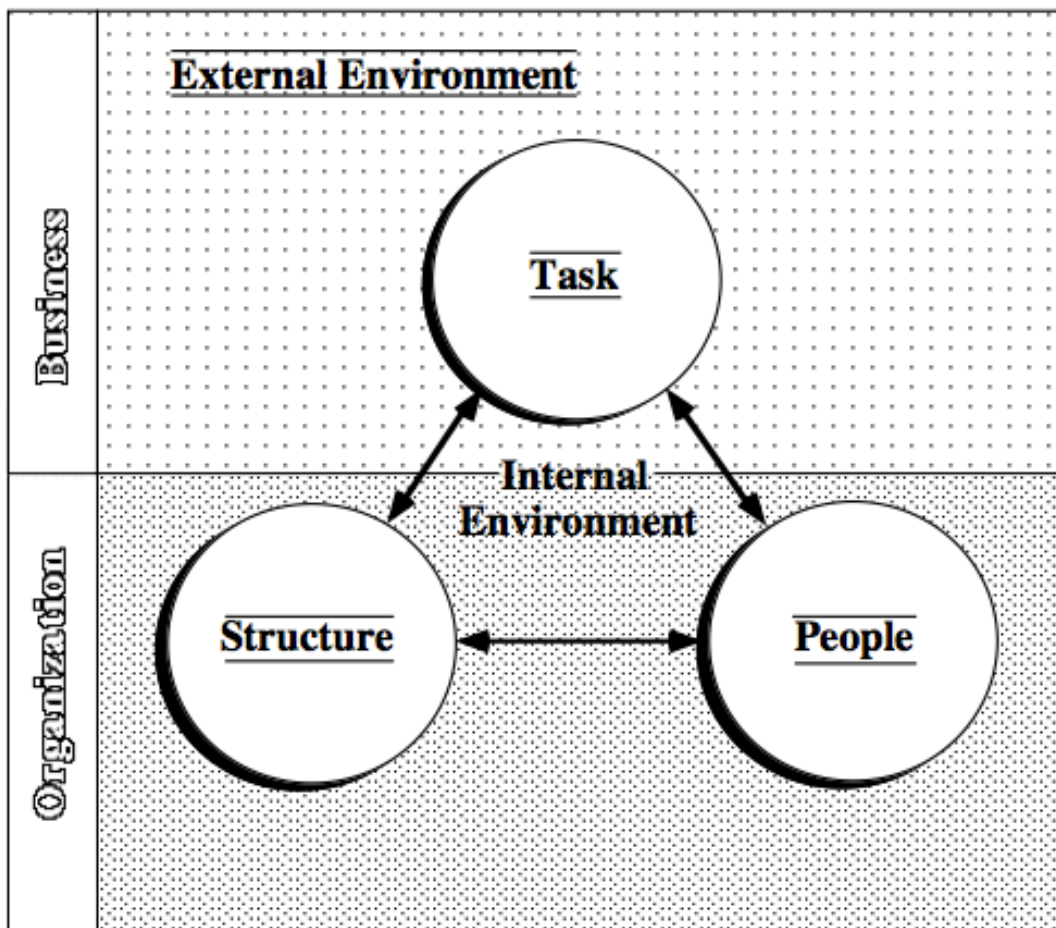 External Environment
Task
Business
Internal
Environment
Structure
People
Organization